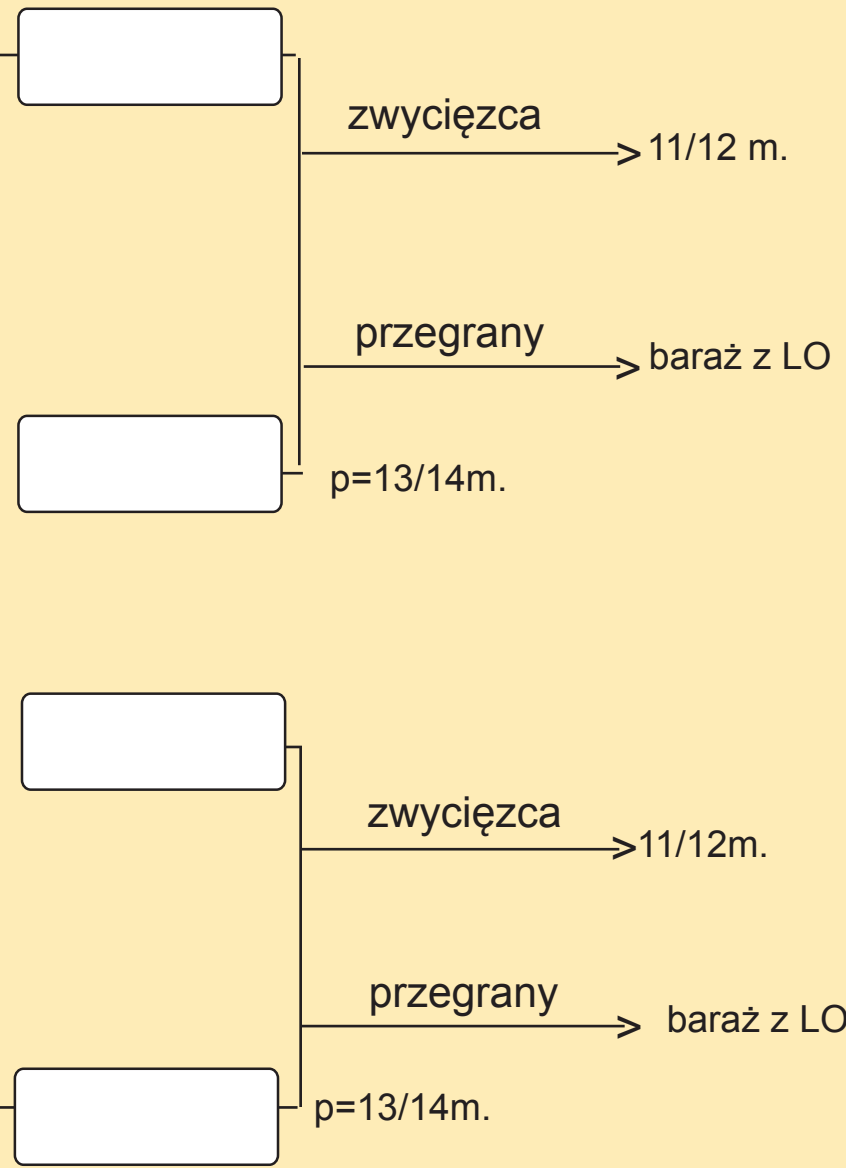 zwycięzca
11/12 m.
przegrany
baraż z LO
p=13/14m.
zwycięzca
11/12m.
przegrany
baraż z LO
p=13/14m.